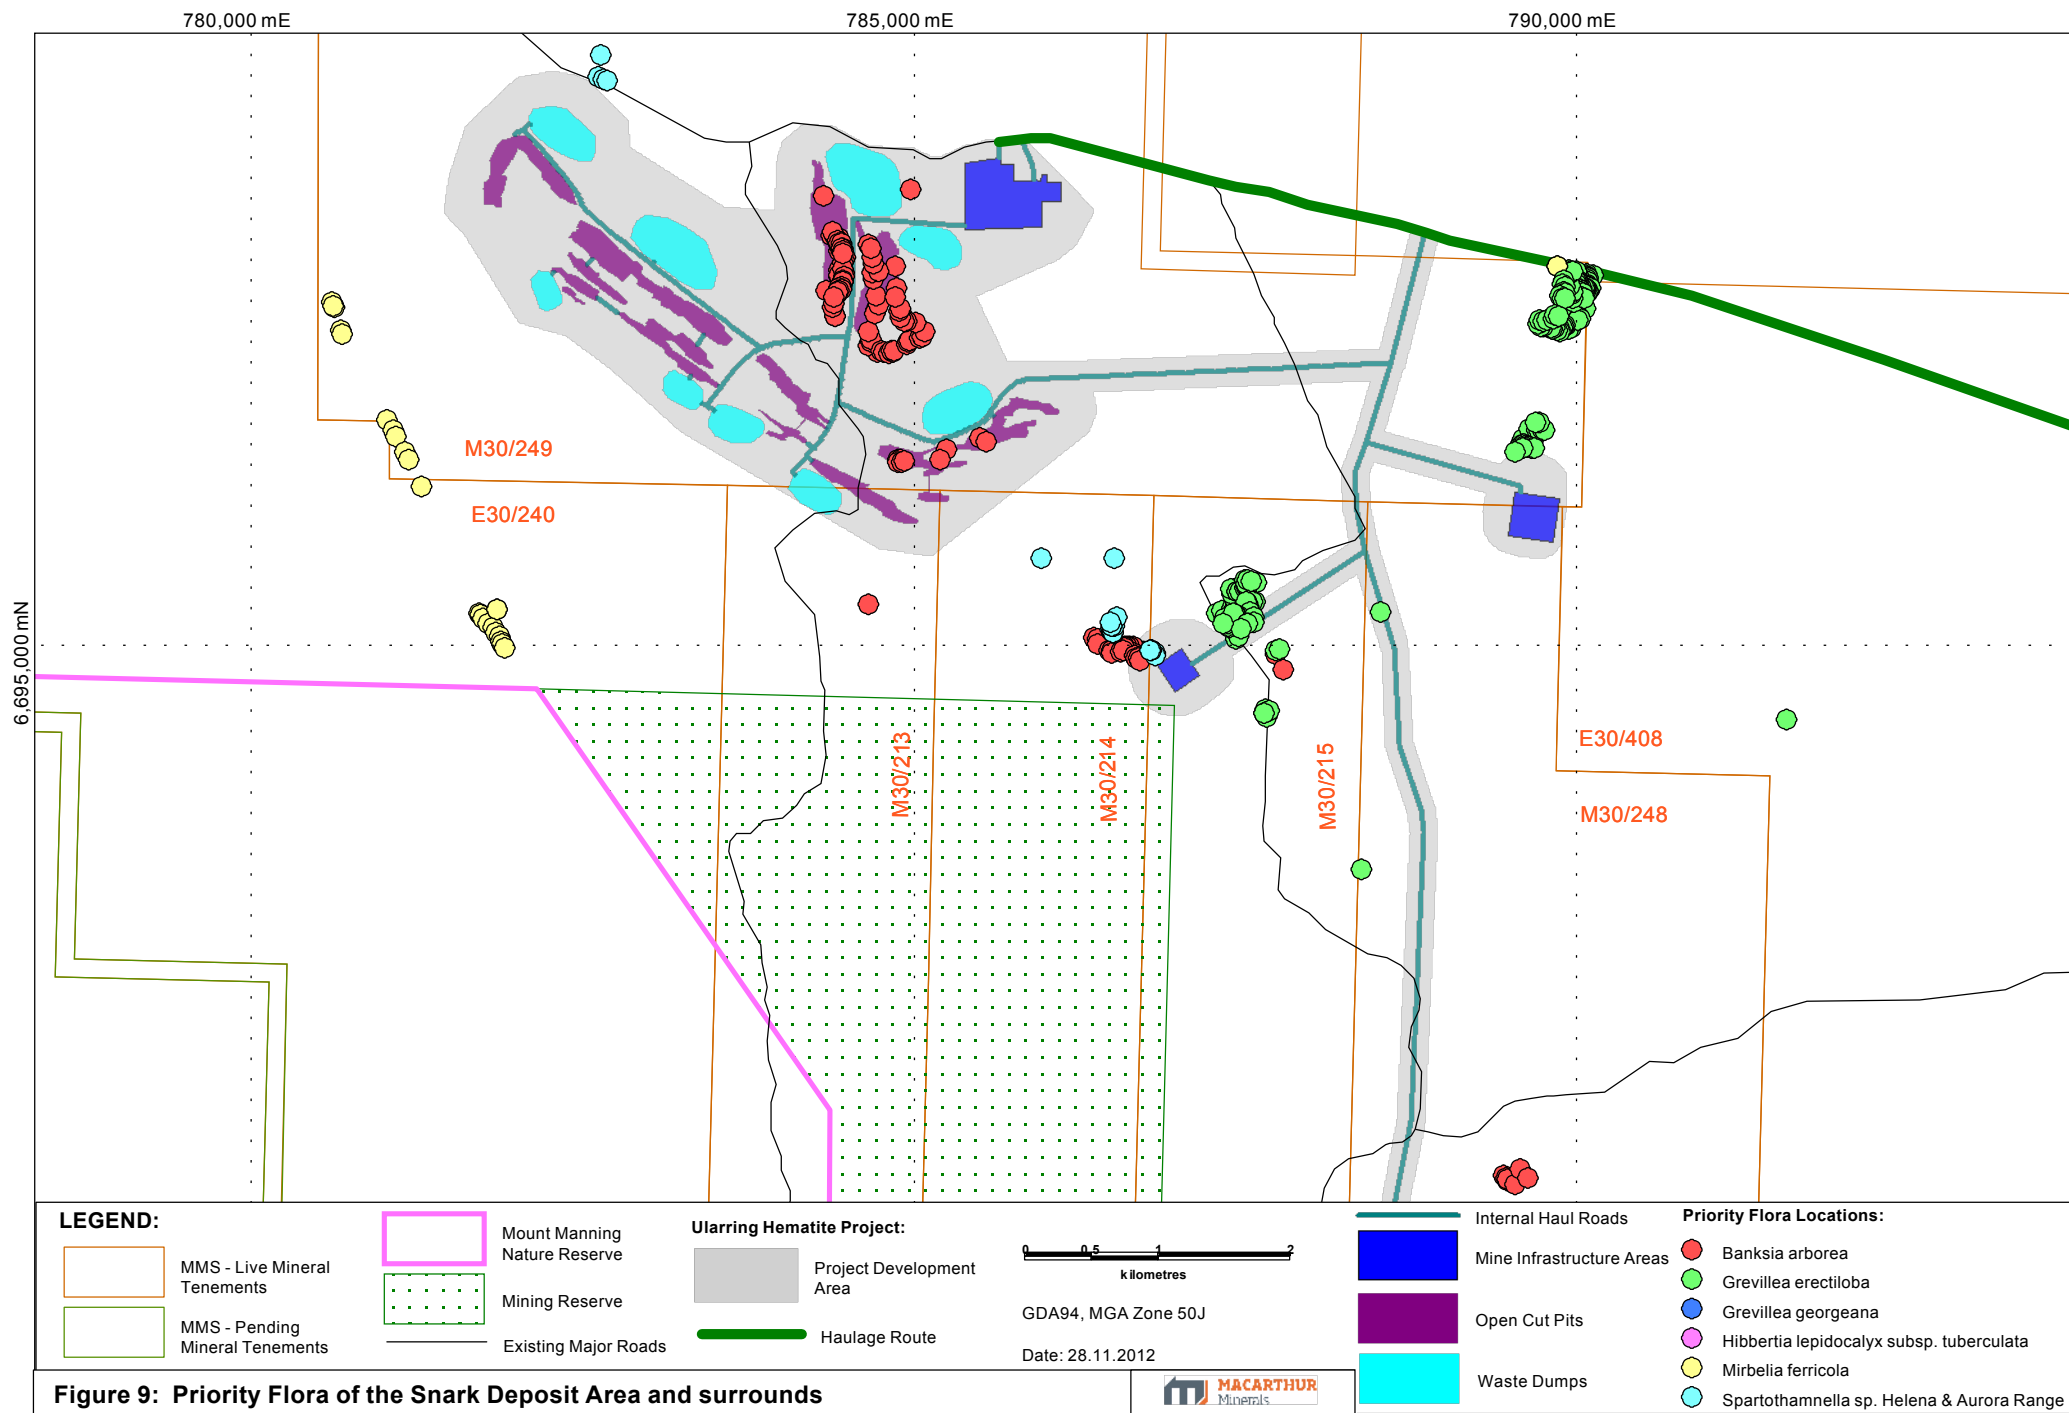 780,000 mE
785,000 mE
790,000 mE
6,695,000 mN
M30/249
E30/240
M30/213
M30/214
M30/215
E30/408
M30/248
LEGEND:
MMS - Live Mineral
Tenements
MMS - Pending
Mineral Tenements
Mount Manning
Nature Reserve
Mining Reserve
Existing Major Roads
Ularring Hematite Project:
Project Development
Area
Haulage Route
0 0.5 1 2
kilometres
GDA94, MGA Zone 50J
Date: 28.11.2012
Internal Haul Roads
Mine Infrastructure Areas
Open Cut Pits
Waste Dumps
Priority Flora Locations:
Banksia arborea
Grevillea erectiloba
Grevillea georgeana
Hibbertia lepidocalyx subsp. tuberculata
Mirbelia ferricola
Spartothamnella sp. Helena & Aurora Range
Figure 9: Priority Flora of the Snark Deposit Area and surrounds
MACARTHUR
Minerals